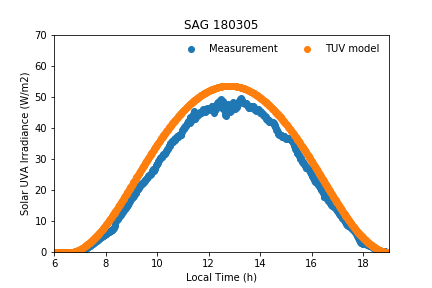 SAG 180305
Measurement TUV model
Solar UVA Irradiance (W/m2)
70
60
50
40
30
20
10
0
6 8 10 12 14 16 18
Local Time (h)